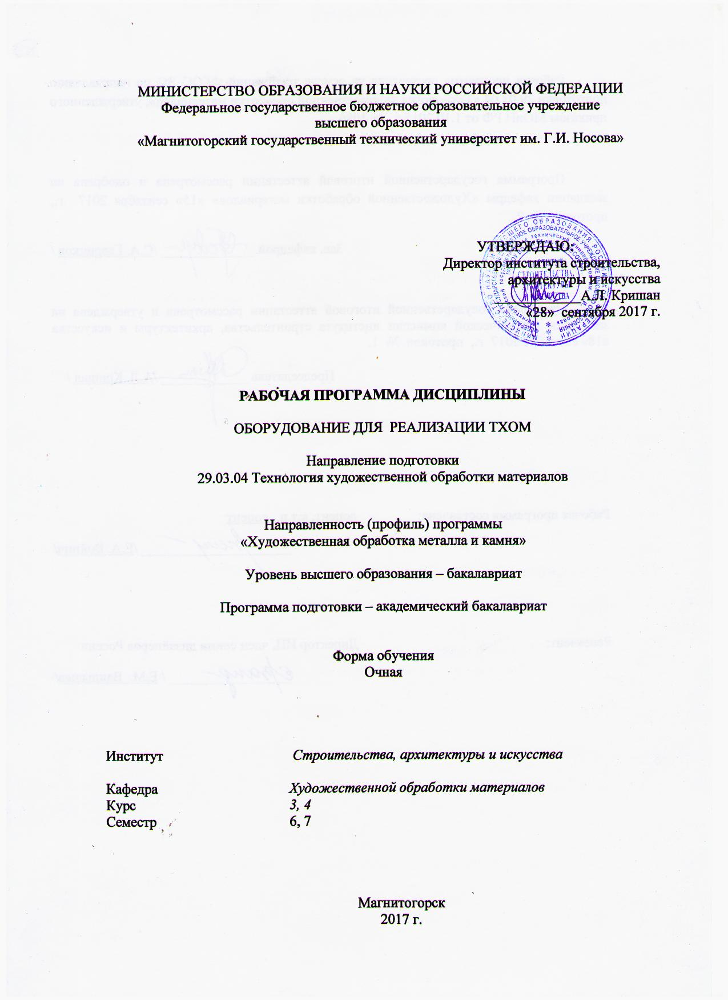 МИНИСТЕРСТВО ОБРАЗОВАНИЯ И НАУКИ РОССИЙСКОЙ ФЕДЕРАЦИИ
Федеральное государственное бюджетное образовательное учреждение
высшего образования
«Магнитогорский государственный технический университет им. Г.И. Носова»
УТВЕРЖДАЮ:
Директор института строительства,
архитектуры и искусства
А.Л. Кришан
«28» сентября 2017 г.
РАБОЧАЯ ПРОГРАММА ДИСЦИПЛИНЫ
ОБОРУДОВАНИЕ ДЛЯ РЕАЛИЗАЦИИ ТХОМ
Направление подготовки
29.03.04 Технология художественной обработки материалов
Направленность (профиль) программы
«Художественная обработка металла и камня»
Уровень высшего образования – бакалавриат
Программа подготовки – академический бакалавриат
Форма обучения
Очная
Институт Строительства, архитектуры и искусства
Кафедра Художественной обработки материалов
Курс 3, 4
Семестр 6, 7
Магнитогорск
2017 г.